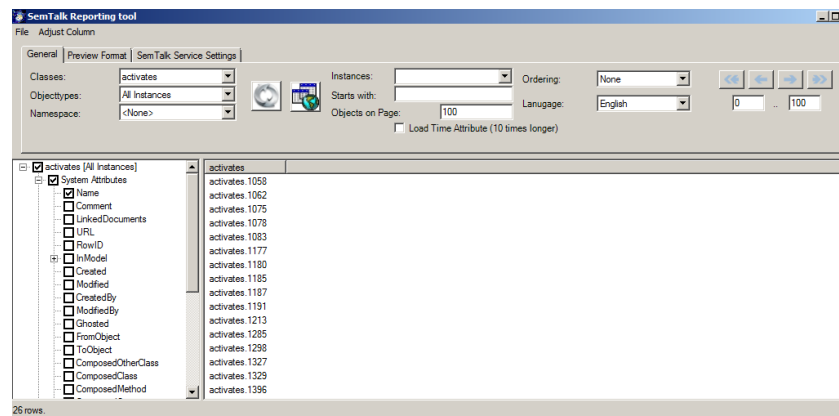 SemTalk Reporting tool
File Adjust Column
General Preview Format SemTalk Service Settings
Classes: activates Instances: Ordering: None
Objecttypes: All Instances Starts with: Lanugage: English 0 .. 100
Namespace: <None> Objects on Page: 100
Load Time Attribute (10 times longer)
activates [All Instances]
System Attributes
Name
Comment
LinkedDocuments
URL
RowID
InModel
Created
Modified
CreatedBy
ModifiedBy
Ghosted
FromObject
ToObject
ComposedOtherClass
ComposedClass
ComposedMethod
activates
activates.1058
activates.1062
activates.1075
activates.1078
activates.1083
activates.1177
activates.1180
activates.1185
activates.1187
activates.1191
activates.1213
activates.1285
activates.1298
activates.1327
activates.1329
activates.1396
26 rows.